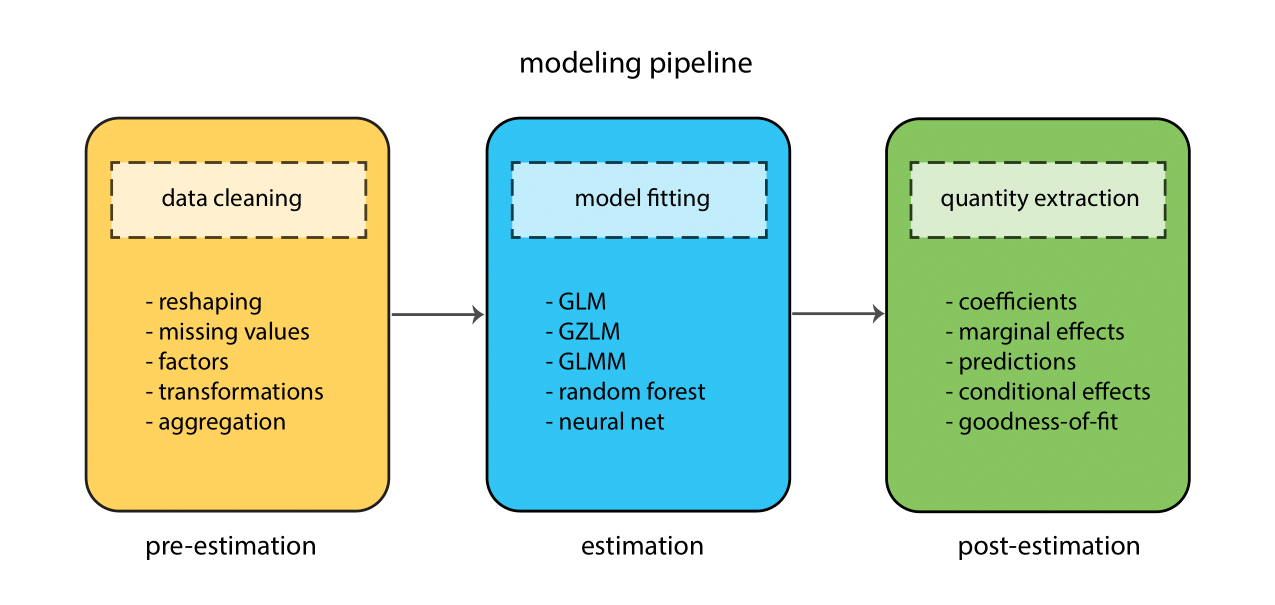 modeling pipeline
data cleaning
- reshaping
- missing values
- factors
- transformations
- aggregation
pre-estimation
model fitting
- GLM
- GZLM
- GLMM
- random forest
- neural net
estimation
quantity extraction
- coefficients
- marginal effects
- predictions
- conditional effects
- goodness-of-fit
post-estimation